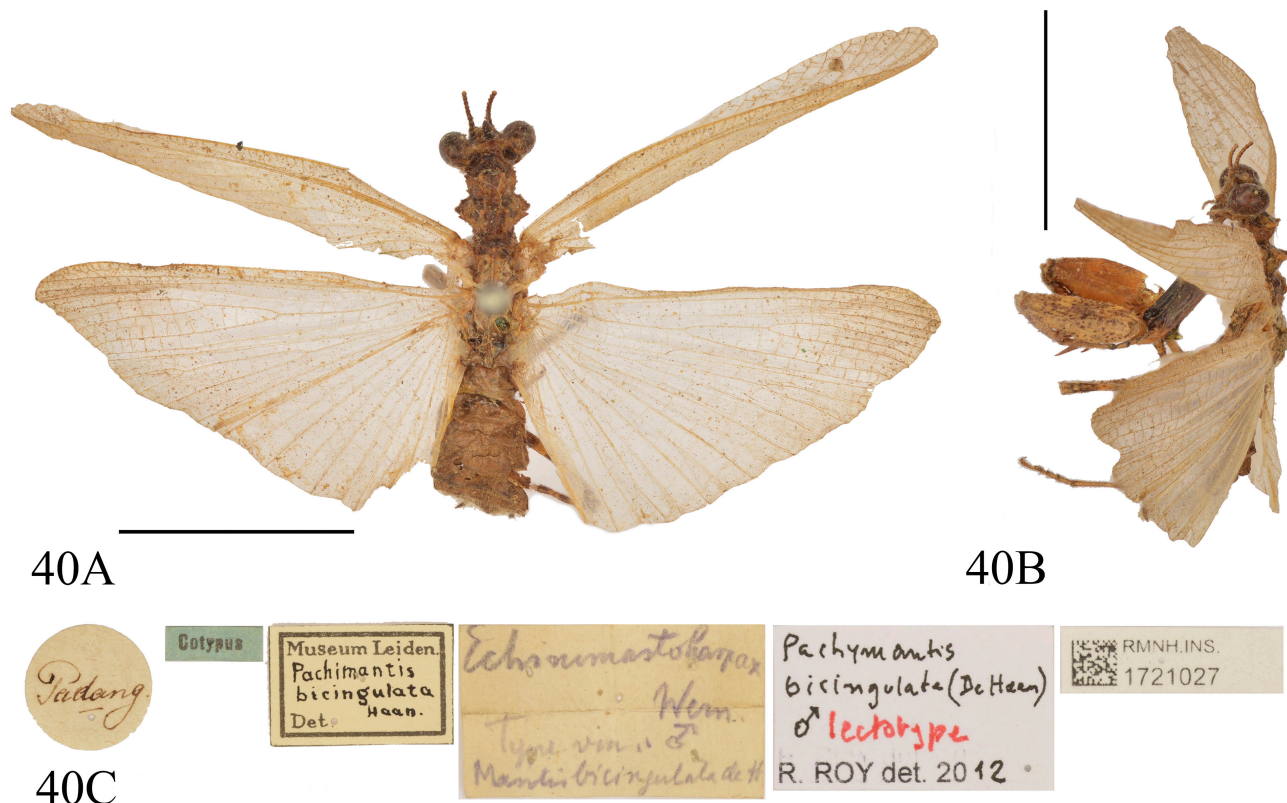 40A
40B
Padang.
Cotypus
Museum Leiden.
Pachimantis
bicingulata
Haan.
Det.
Wern.
Type von ♂
Mantis bicingulata de H
Pachymantis
bicingulata (De Haan)
♂ lectotype
R. ROY det. 2012
RMNH.INS.
1721027
40C